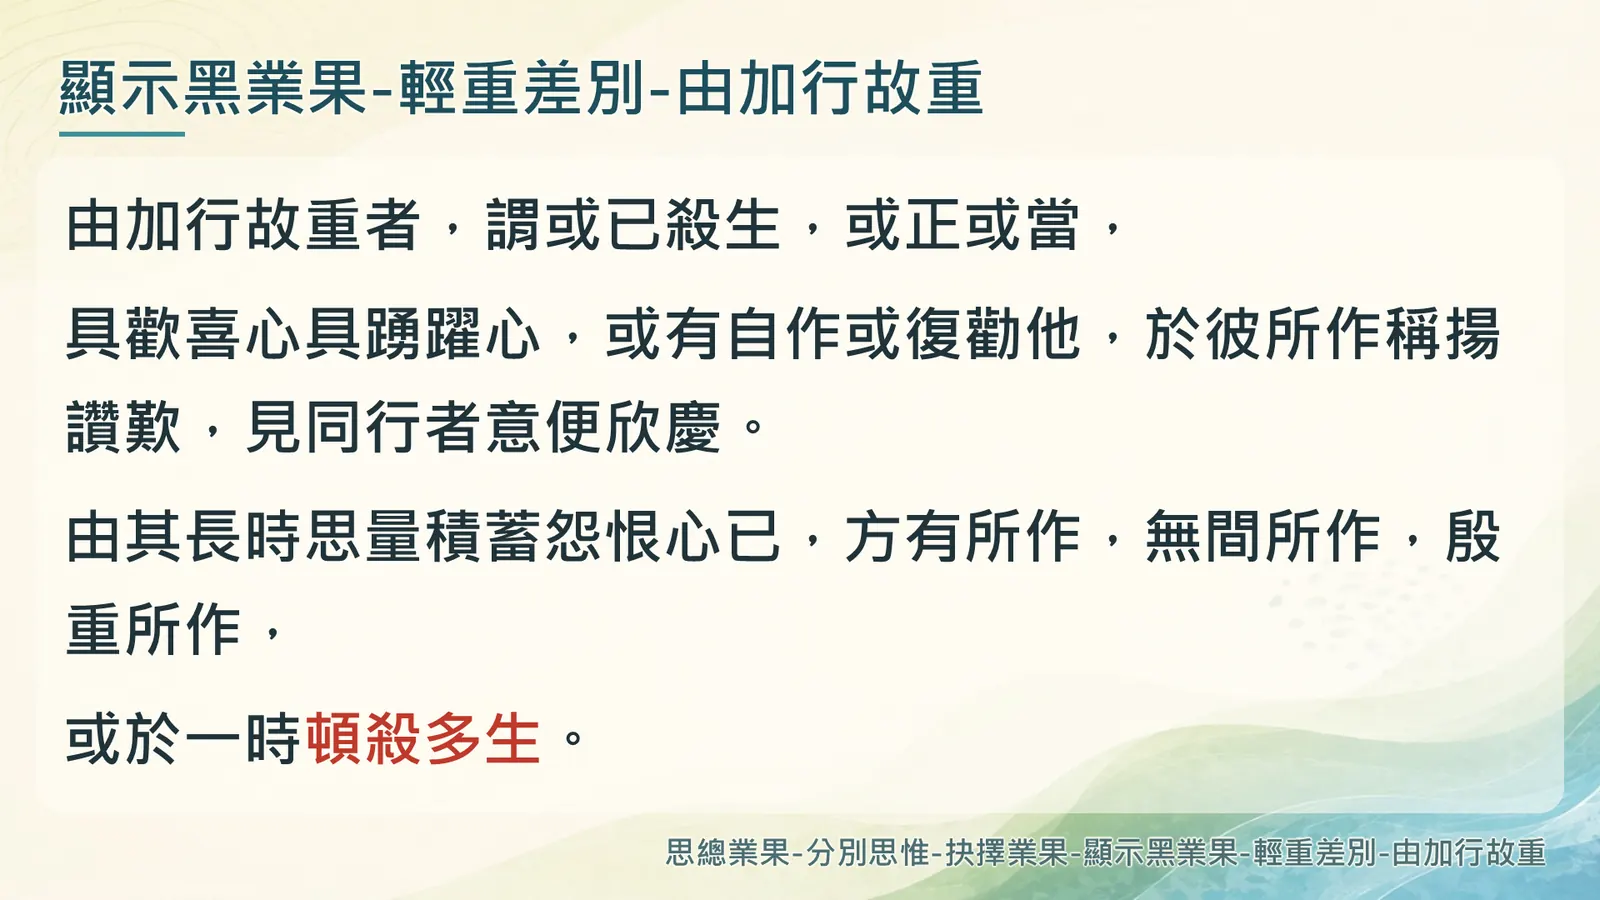 顯示黑業果-輕重差別-由加行故重
由加行故重者，謂或已殺生，或正或當，
具歡喜心具踴躍心，或有自作或復勸他，於彼所作稱揚
讚歎，見同行者意便欣慶。
由其長時思量積蓄怨恨心已，方有所作，無間所作，殷
重所作，
或於一時頓殺多生。
思總業果-分別思惟-抉擇業果-顯示黑業果-輕重差別-由加行故重